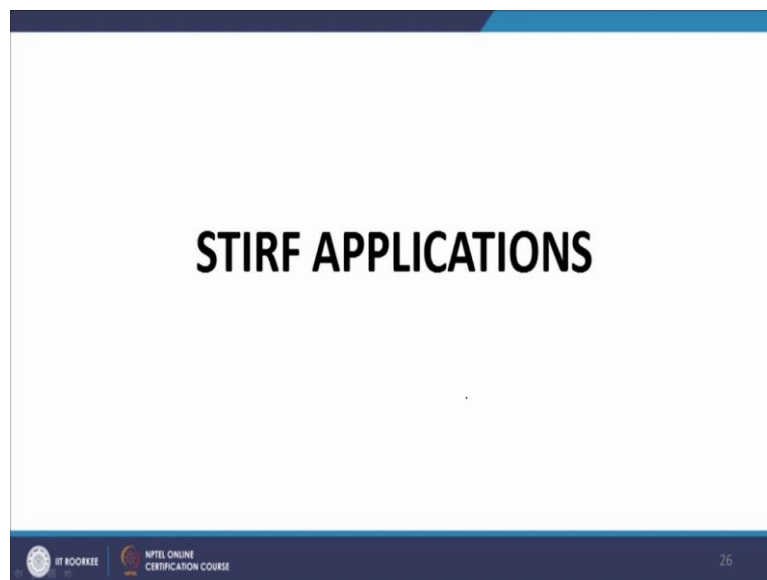 STIRF APPLICATIONS
IIT ROORKEE
NPTEL ONLINE
CERTIFICATION COURSE
26